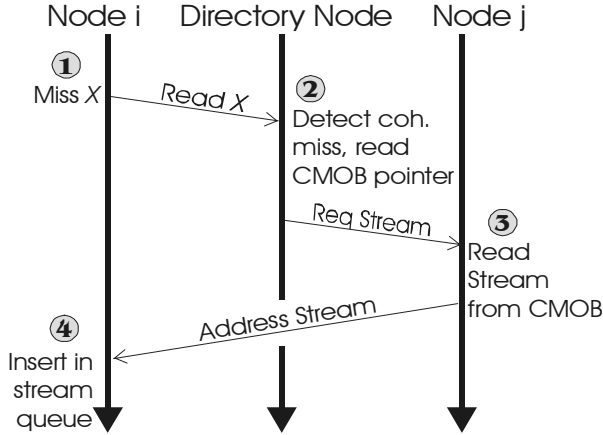 Node i
Directory Node
Node j
1
Miss X
Read X
2
Detect coh.
miss, read
CMOB pointer
Req Stream
3
Read
Stream
from CMOB
Address Stream
4
Insert in
stream
queue